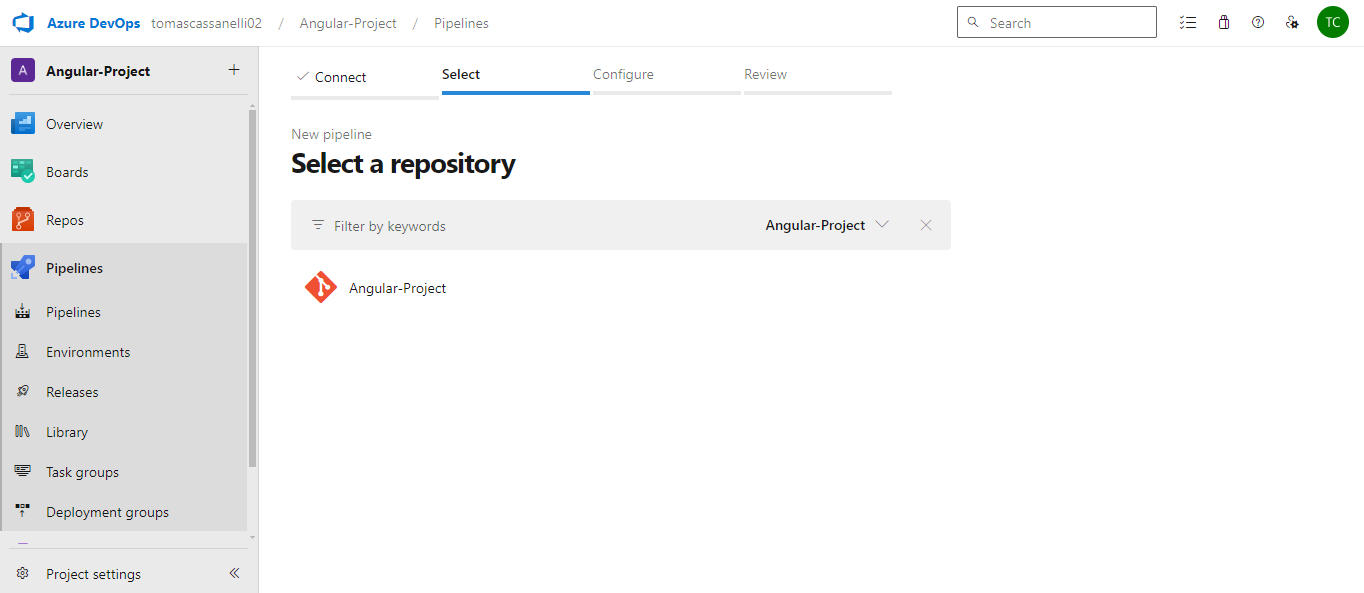 Azure DevOps tomascassanelli02 / Angular-Project / Pipelines Search TC
A Angular-Project
Overview
Boards
Repos
Pipelines
Pipelines
Environments
Releases
Library
Task groups
Deployment groups
Project settings
Connect Select Configure Review
New pipeline
Select a repository
Filter by keywords Angular-Project
Angular-Project